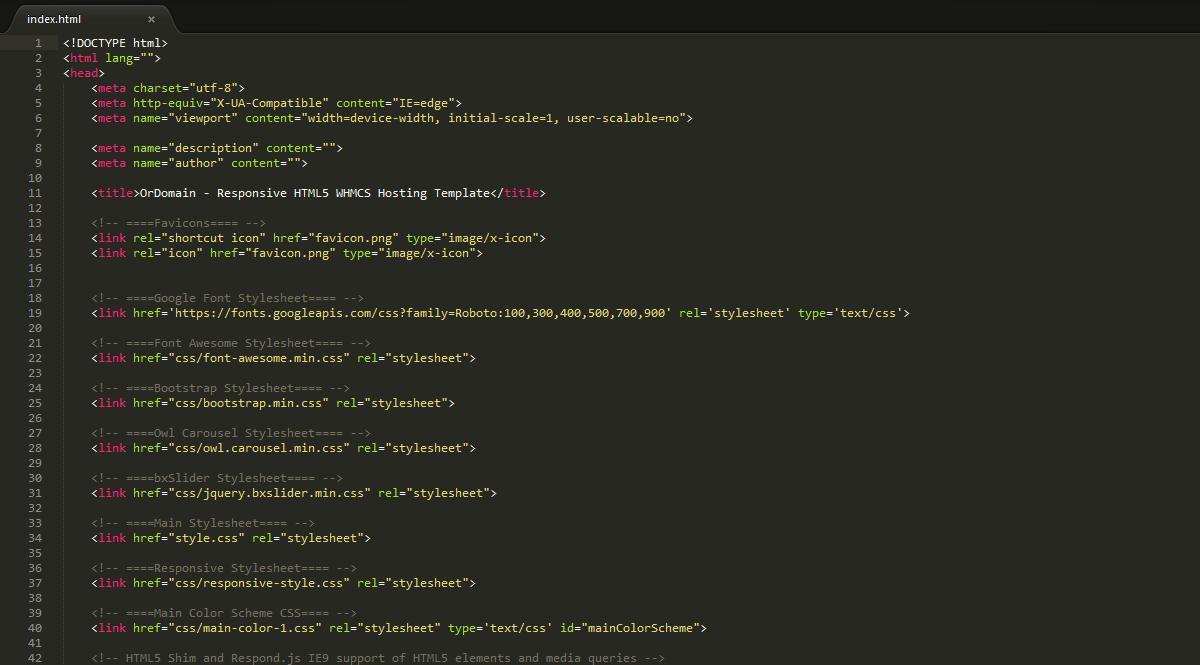 index.html ×
1 <!DOCTYPE html>
2 <html lang="">
3 <head>
4 <meta charset="utf-8">
5 <meta http-equiv="X-UA-Compatible" content="IE=edge">
6 <meta name="viewport" content="width=device-width, initial-scale=1, user-scalable=no">
7
8 <meta name="description" content="">
9 <meta name="author" content="">
10
11 <title>OrDomain - Responsive HTML5 WHMCS Hosting Template</title>
12
13 <!-- ====Favicons==== -->
14 <link rel="shortcut icon" href="favicon.png" type="image/x-icon">
15 <link rel="icon" href="favicon.png" type="image/x-icon">
16
17
18 <!-- ====Google Font Stylesheet==== -->
19 <link href='https://fonts.googleapis.com/css?family=Roboto:100,300,400,500,700,900' rel='stylesheet' type='text/css'>
20
21 <!-- ====Font Awesome Stylesheet==== -->
22 <link href="css/font-awesome.min.css" rel="stylesheet">
23
24 <!-- ====Bootstrap Stylesheet==== -->
25 <link href="css/bootstrap.min.css" rel="stylesheet">
26
27 <!-- ====Owl Carousel Stylesheet==== -->
28 <link href="css/owl.carousel.min.css" rel="stylesheet">
29
30 <!-- ====bxSlider Stylesheet==== -->
31 <link href="css/jquery.bxslider.min.css" rel="stylesheet">
32
33 <!-- ====Main Stylesheet==== -->
34 <link href="style.css" rel="stylesheet">
35
36 <!-- ====Responsive Stylesheet==== -->
37 <link href="css/responsive-style.css" rel="stylesheet">
38
39 <!-- ====Main Color Scheme CSS==== -->
40 <link href="css/main-color-1.css" rel="stylesheet" type='text/css' id="mainColorScheme">
41
42 <!-- HTML5 Shim and Respond.js IE9 support of HTML5 elements and media queries -->